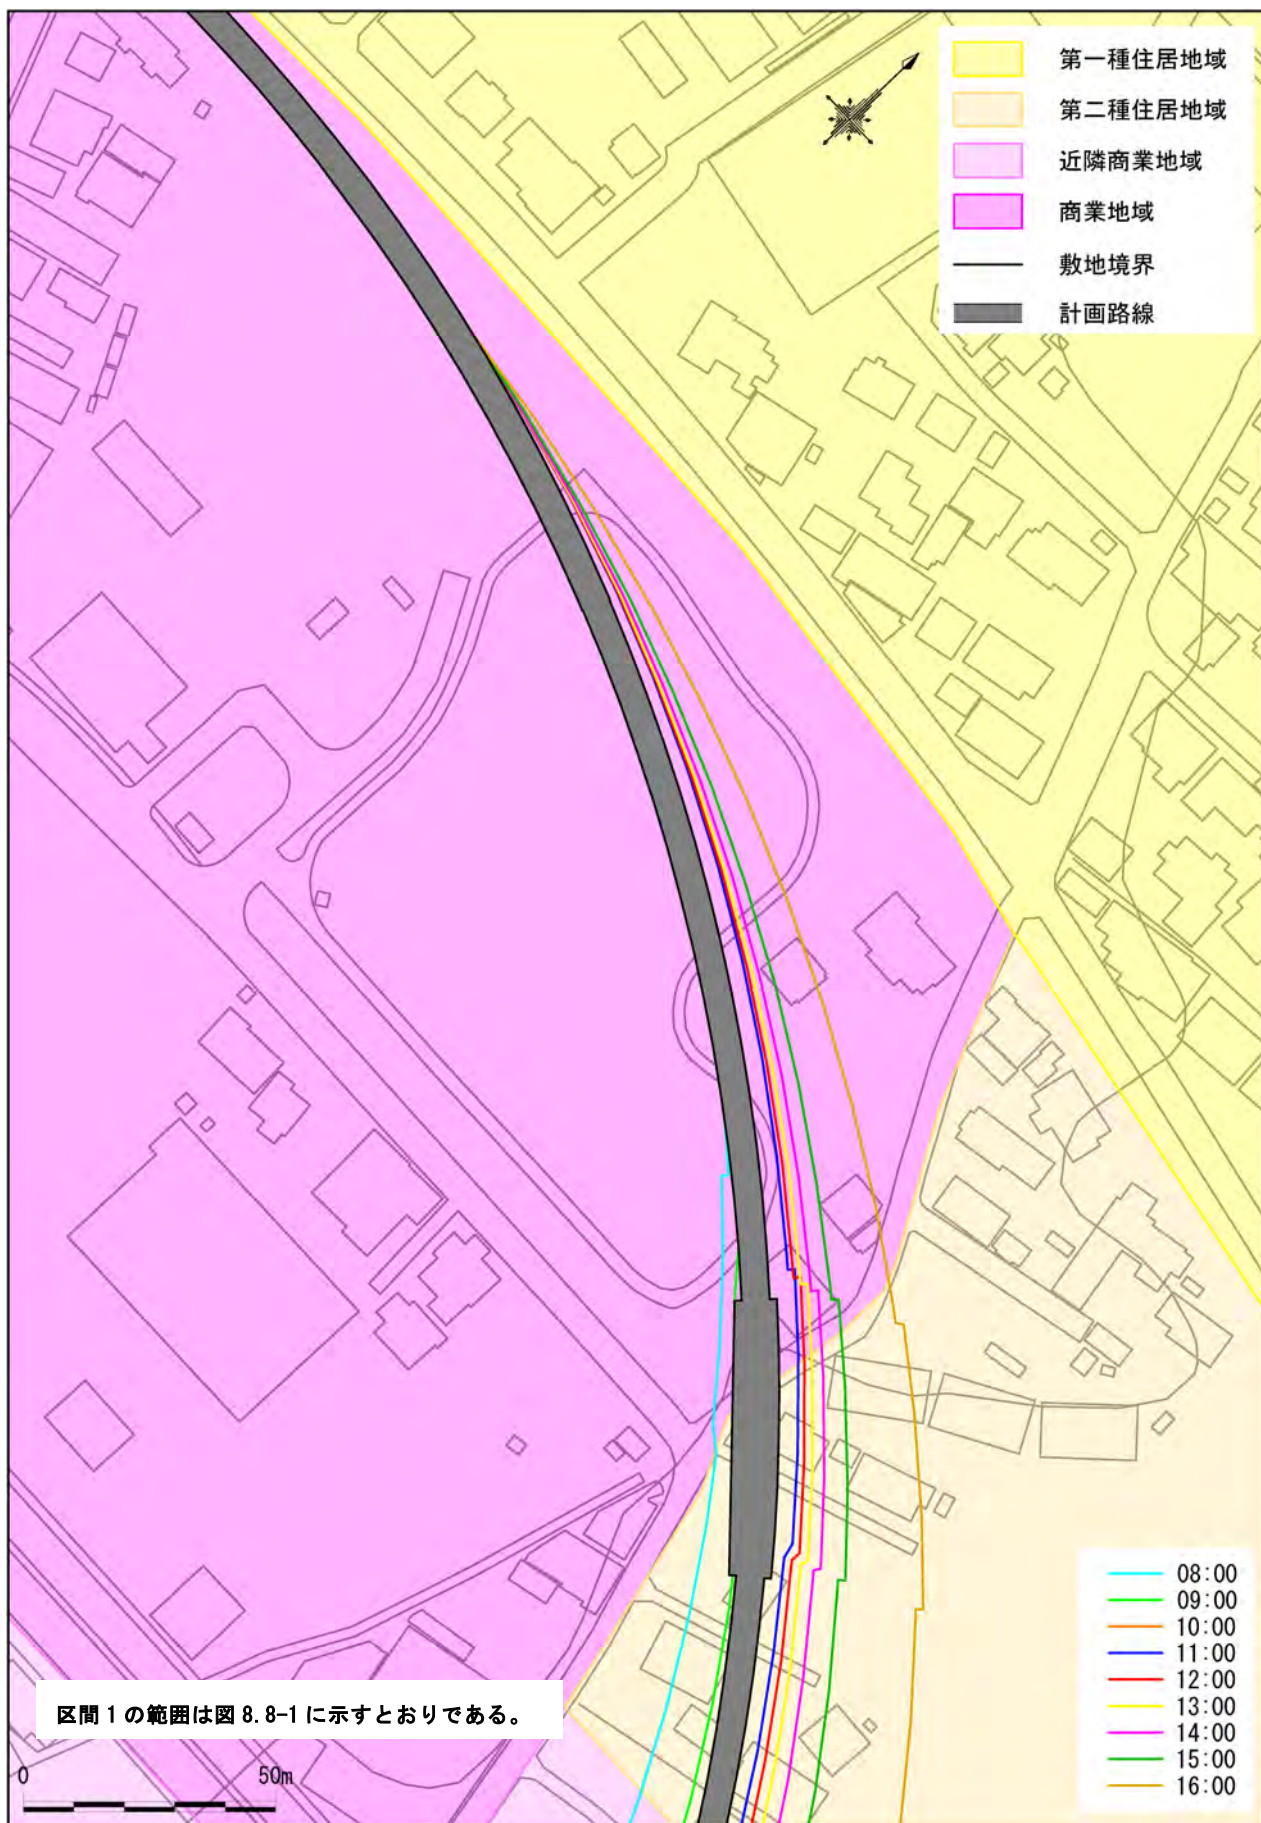 第一種住居地域
第二種住居地域
近隣商業地域
商業地域
敷地境界
計画路線
08:00
09:00
10:00
11:00
12:00
13:00
14:00
15:00
16:00
区間1の範囲は図8.8-1に示すとおりである。
0 50m